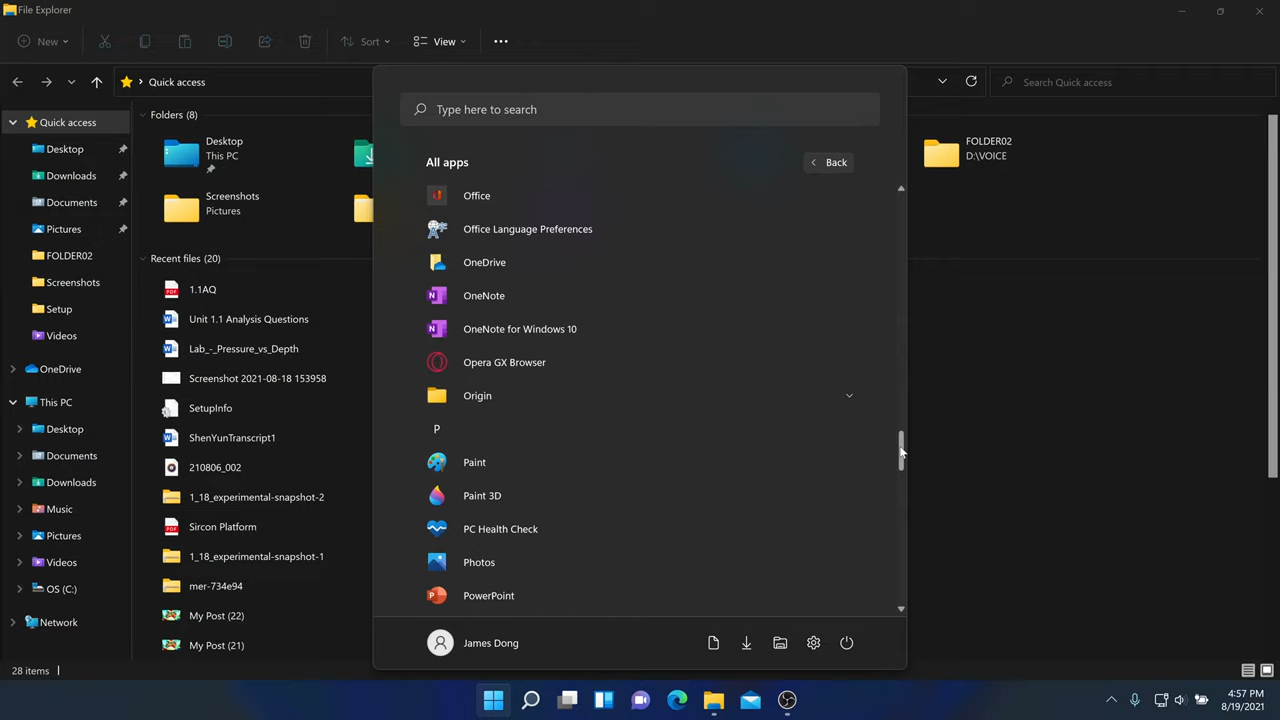 File Explorer
New
Sort
View
Quick access
Search Quick access
Quick access
Desktop
Downloads
Documents
Pictures
FOLDER02
Screenshots
Setup
Videos
OneDrive
This PC
Desktop
Documents
Downloads
Music
Pictures
Videos
OS (C:)
Network
Folders (8)
Desktop
This PC
Screenshots
Pictures
FOLDER02
D:\VOICE
Recent files (20)
1.1AQ
Unit 1.1 Analysis Questions
Lab_-_Pressure_vs_Depth
Screenshot 2021-08-18 153958
SetupInfo
ShenYunTranscript1
210806_002
1_18_experimental-snapshot-2
Sircon Platform
1_18_experimental-snapshot-1
mer-734e94
My Post (22)
My Post (21)
Type here to search
All apps
Back
Office
Office Language Preferences
OneDrive
OneNote
OneNote for Windows 10
Opera GX Browser
Origin
P
Paint
Paint 3D
PC Health Check
Photos
PowerPoint
James Dong
28 items
4:57 PM
8/19/2021